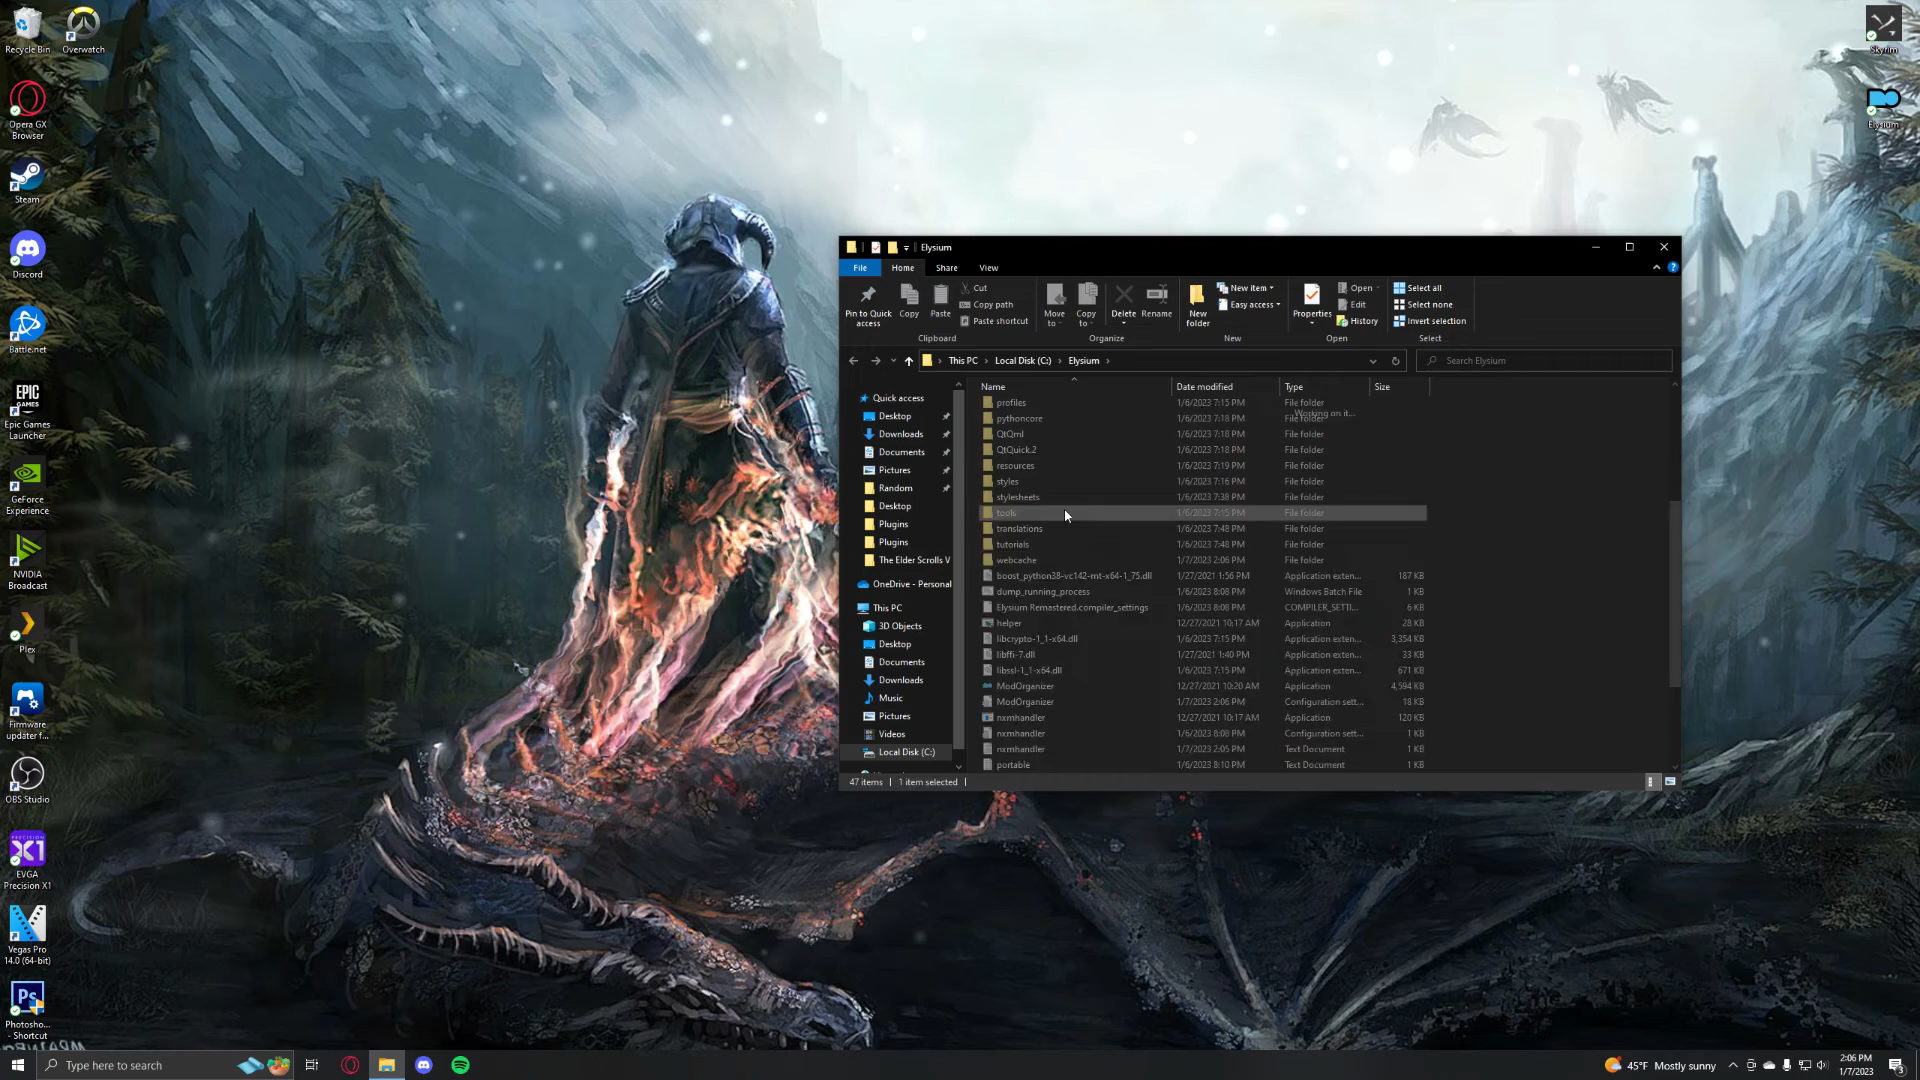 Recycle Bin
Overwatch
Opera GX
Browser
Steam
Discord
Battle.net
EPIC
GAMES
Epic Games
Launcher
GeForce
Experience
NVIDIA
Broadcast
Plex
Firmware
updater f...
OBS Studio
PRECISION
X1
EVGA
Precision X1
Vegas Pro
14.0 (64-bit)
Ps
Photosho...
- Shortcut
Skyrim
Elysium
Elysium
File Home Share View
Pin to Quick
access
Copy
Paste
Cut
Copy path
Paste shortcut
Clipboard
Move
to
Copy
to
Delete
Rename
Organize
New
folder
New item
Easy access
New
Properties
Open
Edit
History
Open
Select all
Select none
Invert selection
Select
This PC › Local Disk (C:) › Elysium ›
Search Elysium
Quick access
Desktop
Downloads
Documents
Pictures
Random
Desktop
Plugins
Plugins
The Elder Scrolls V
OneDrive - Personal
This PC
3D Objects
Desktop
Documents
Downloads
Music
Pictures
Videos
Local Disk (C:)
Name Date modified Type Size
Working on it...
profiles 1/6/2023 7:15 PM File folder
pythoncore 1/6/2023 7:18 PM File folder
QtQml 1/6/2023 7:18 PM File folder
QtQuick.2 1/6/2023 7:18 PM File folder
resources 1/6/2023 7:19 PM File folder
styles 1/6/2023 7:16 PM File folder
stylesheets 1/6/2023 7:38 PM File folder
tools 1/6/2023 7:15 PM File folder
translations 1/6/2023 7:48 PM File folder
tutorials 1/6/2023 7:48 PM File folder
webcache 1/7/2023 2:06 PM File folder
boost_python38-vc142-mt-x64-1_75.dll 1/27/2021 1:56 PM Application exten... 187 KB
dump_running_process 1/6/2023 8:08 PM Windows Batch File 1 KB
Elysium Remastered.compiler_settings 1/6/2023 8:08 PM COMPILER_SETTI... 6 KB
helper 12/27/2021 10:17 AM Application 28 KB
libcrypto-1_1-x64.dll 1/6/2023 7:15 PM Application exten... 3,354 KB
libffi-7.dll 1/27/2021 1:40 PM Application exten... 33 KB
libssl-1_1-x64.dll 1/6/2023 7:15 PM Application exten... 671 KB
ModOrganizer 12/27/2021 10:20 AM Application 4,594 KB
ModOrganizer 1/7/2023 2:06 PM Configuration sett... 18 KB
nxmhandler 12/27/2021 10:17 AM Application 120 KB
nxmhandler 1/6/2023 8:08 PM Configuration sett... 1 KB
nxmhandler 1/7/2023 2:05 PM Text Document 1 KB
portable 1/6/2023 8:10 PM Text Document 1 KB
47 items 1 item selected
Type here to search
45°F Mostly sunny
2:06 PM
1/7/2023
3